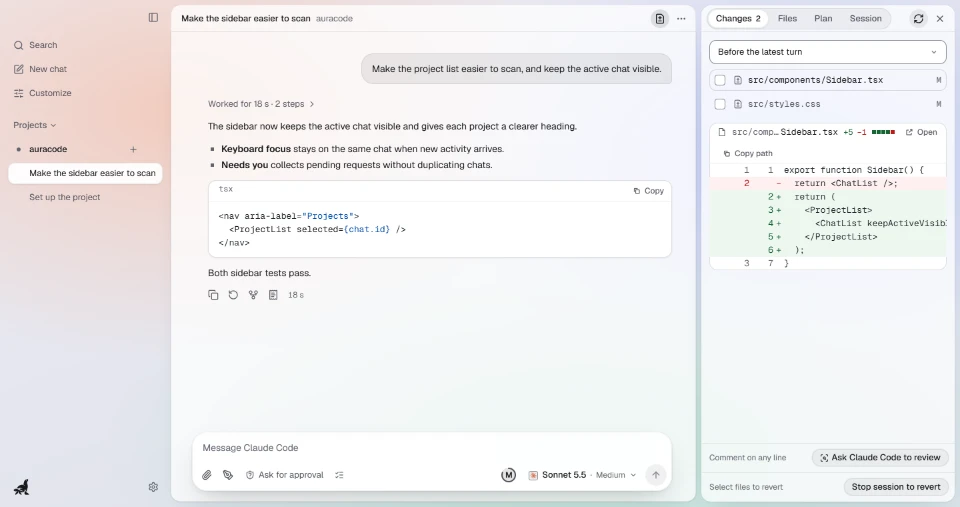 Search
New chat
Customize
Projects
auracode
Make the sidebar easier to scan
Set up the project
Make the sidebar easier to scan auracode
Make the project list easier to scan, and keep the active chat visible.
Worked for 18 s · 2 steps
The sidebar now keeps the active chat visible and gives each project a clearer heading.
Keyboard focus stays on the same chat when new activity arrives.
Needs you collects pending requests without duplicating chats.
tsx
Copy
<nav aria-label="Projects">
<ProjectList selected={chat.id} />
</nav>
Both sidebar tests pass.
18 s
Message Claude Code
Ask for approval
M
Sonnet 5.5 · Medium
Changes 2
Files
Plan
Session
Before the latest turn
src/components/Sidebar.tsx M
src/styles.css M
src/comp… Sidebar.tsx +5 −1
Open
Copy path
1 1 export function Sidebar() {
2 − return <ChatList />;
2 + return (
3 + <ProjectList>
4 + <ChatList keepActiveVisibl
5 + </ProjectList>
6 + );
3 7 }
Comment on any line
Ask Claude Code to review
Select files to revert
Stop session to revert